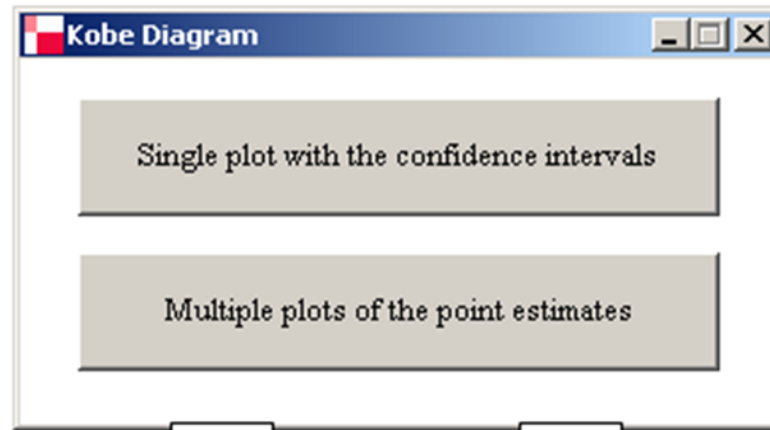 Kobe Diagram
Single plot with the confidence intervals
Multiple plots of the point estimates